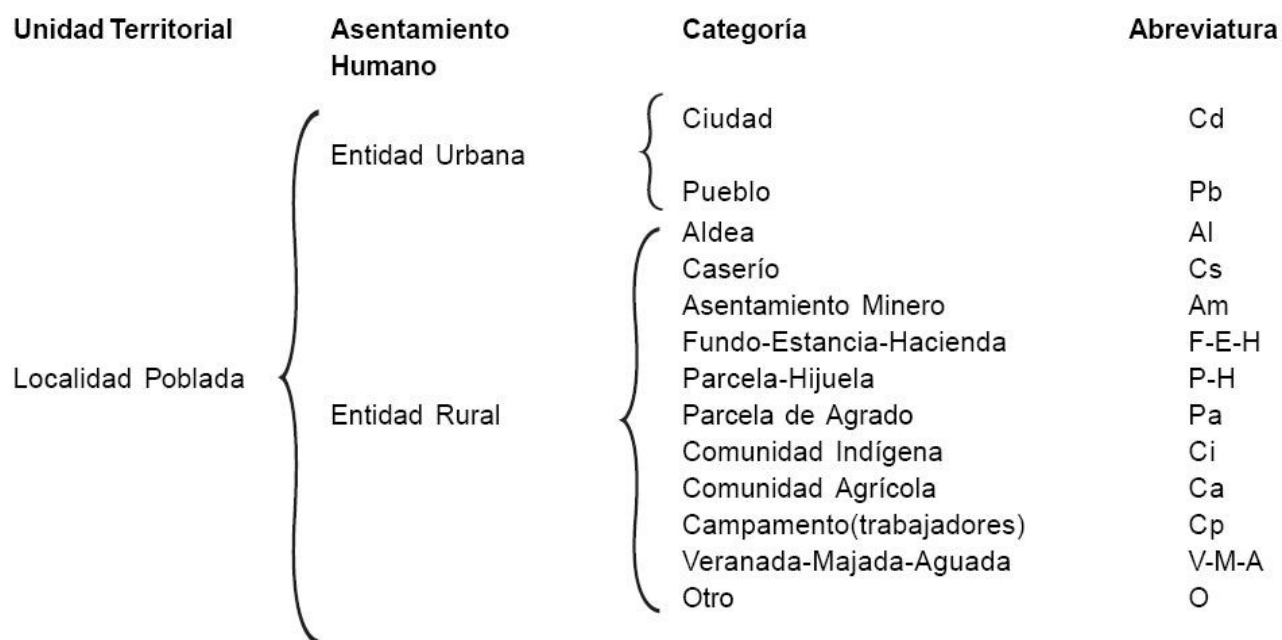 Unidad Territorial Asentamiento Humano Categoría Abreviatura
Ciudad Cd
Entidad Urbana
Pueblo Pb
Aldea Al
Caserío Cs
Asentamiento Minero Am
Fundo-Estancia-Hacienda F-E-H
Localidad Poblada Parcela-Hijuela P-H
Entidad Rural Parcela de Agrado Pa
Comunidad Indígena Ci
Comunidad Agrícola Ca
Campamento(trabajadores) Cp
Veranada-Majada-Aguada V-M-A
Otro O